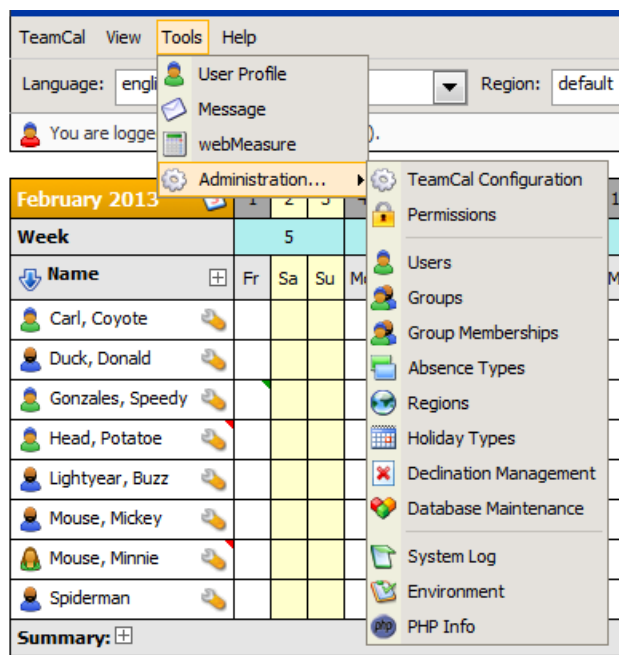 TeamCal View Tools Help
Language: engli Region: default
User Profile
Message
You are logge ).
webMeasure
Administration...
TeamCal Configuration
Permissions
Users
Groups
Group Memberships
Absence Types
Regions
Holiday Types
Declination Management
Database Maintenance
System Log
Environment
PHP Info
February 2013 1 2 3 4 1
Week 5
Name Fr Sa Su Mo M
Carl, Coyote
Duck, Donald
Gonzales, Speedy
Head, Potatoe
Lightyear, Buzz
Mouse, Mickey
Mouse, Minnie
Spiderman
Summary: